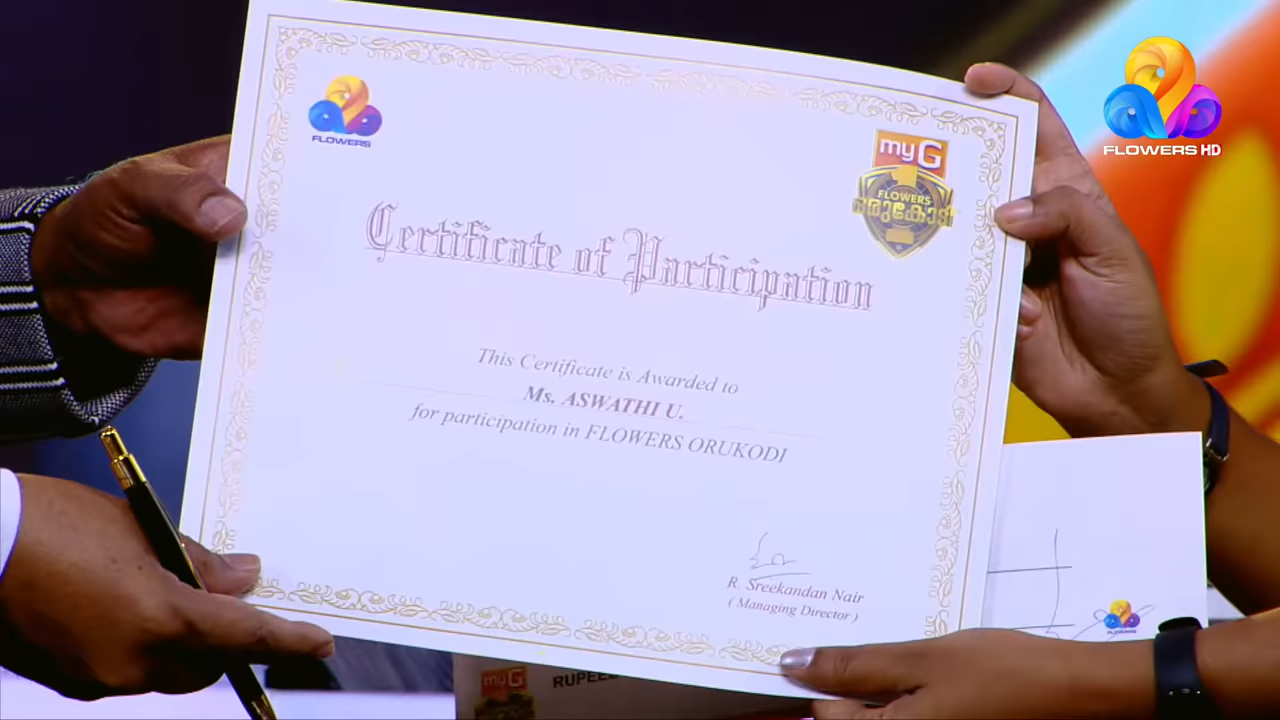 FLOWERS
FLOWERS HD
myG
FLOWERS
ഒരുകോടി
Certificate of Participation
This Certificate is Awarded to
Ms. ASWATHI U.
for participation in FLOWERS ORUKODI
R. Sreekandan Nair
( Managing Director )
myG